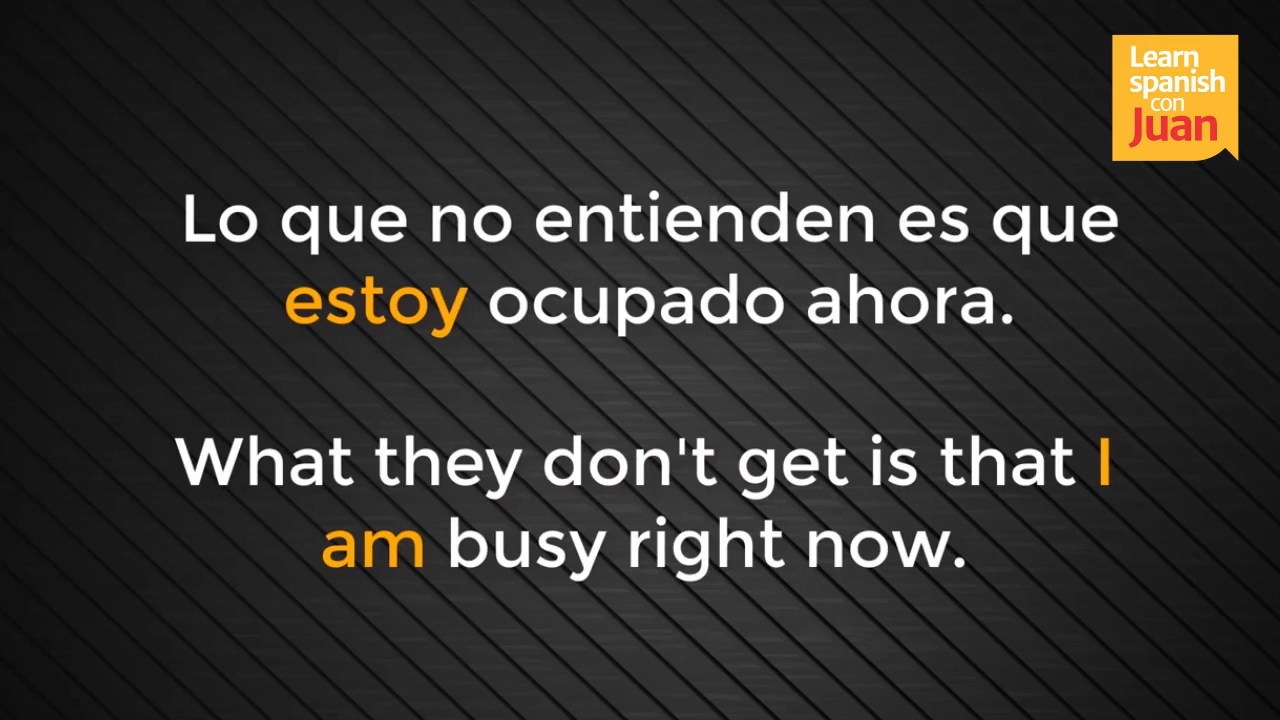 Learn
spanish
con
Juan
Lo que no entienden es que
estoy ocupado ahora.
What they don't get is that I
am busy right now.